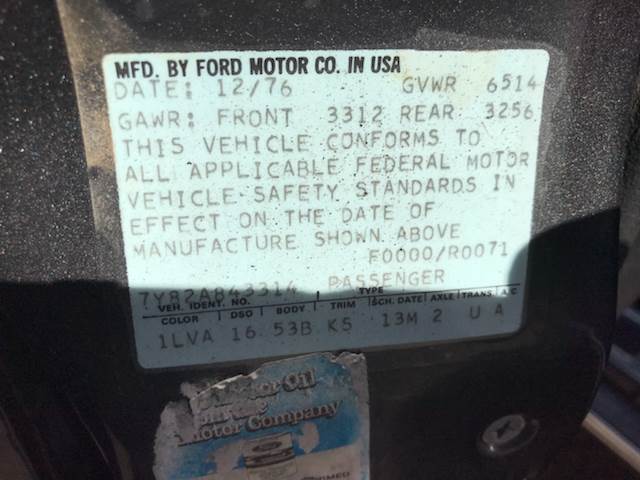 MFD. BY FORD MOTOR CO. IN USA
DATE: 12/76 GVWR 6514
GAWR: FRONT 3312 REAR 3256
THIS VEHICLE CONFORMS TO
ALL APPLICABLE FEDERAL MOTOR
VEHICLE SAFETY STANDARDS IN
EFFECT ON THE DATE OF
MANUFACTURE SHOWN ABOVE
F0000/R0071
7Y82A843314 PASSENGER
VEH. IDENT. NO. TYPE
COLOR DSO BODY TRIM SCH. DATE AXLE TRANS. A/C
1LVA 16 53B K5 13M 2 U A
Motor Oil
Motor Company